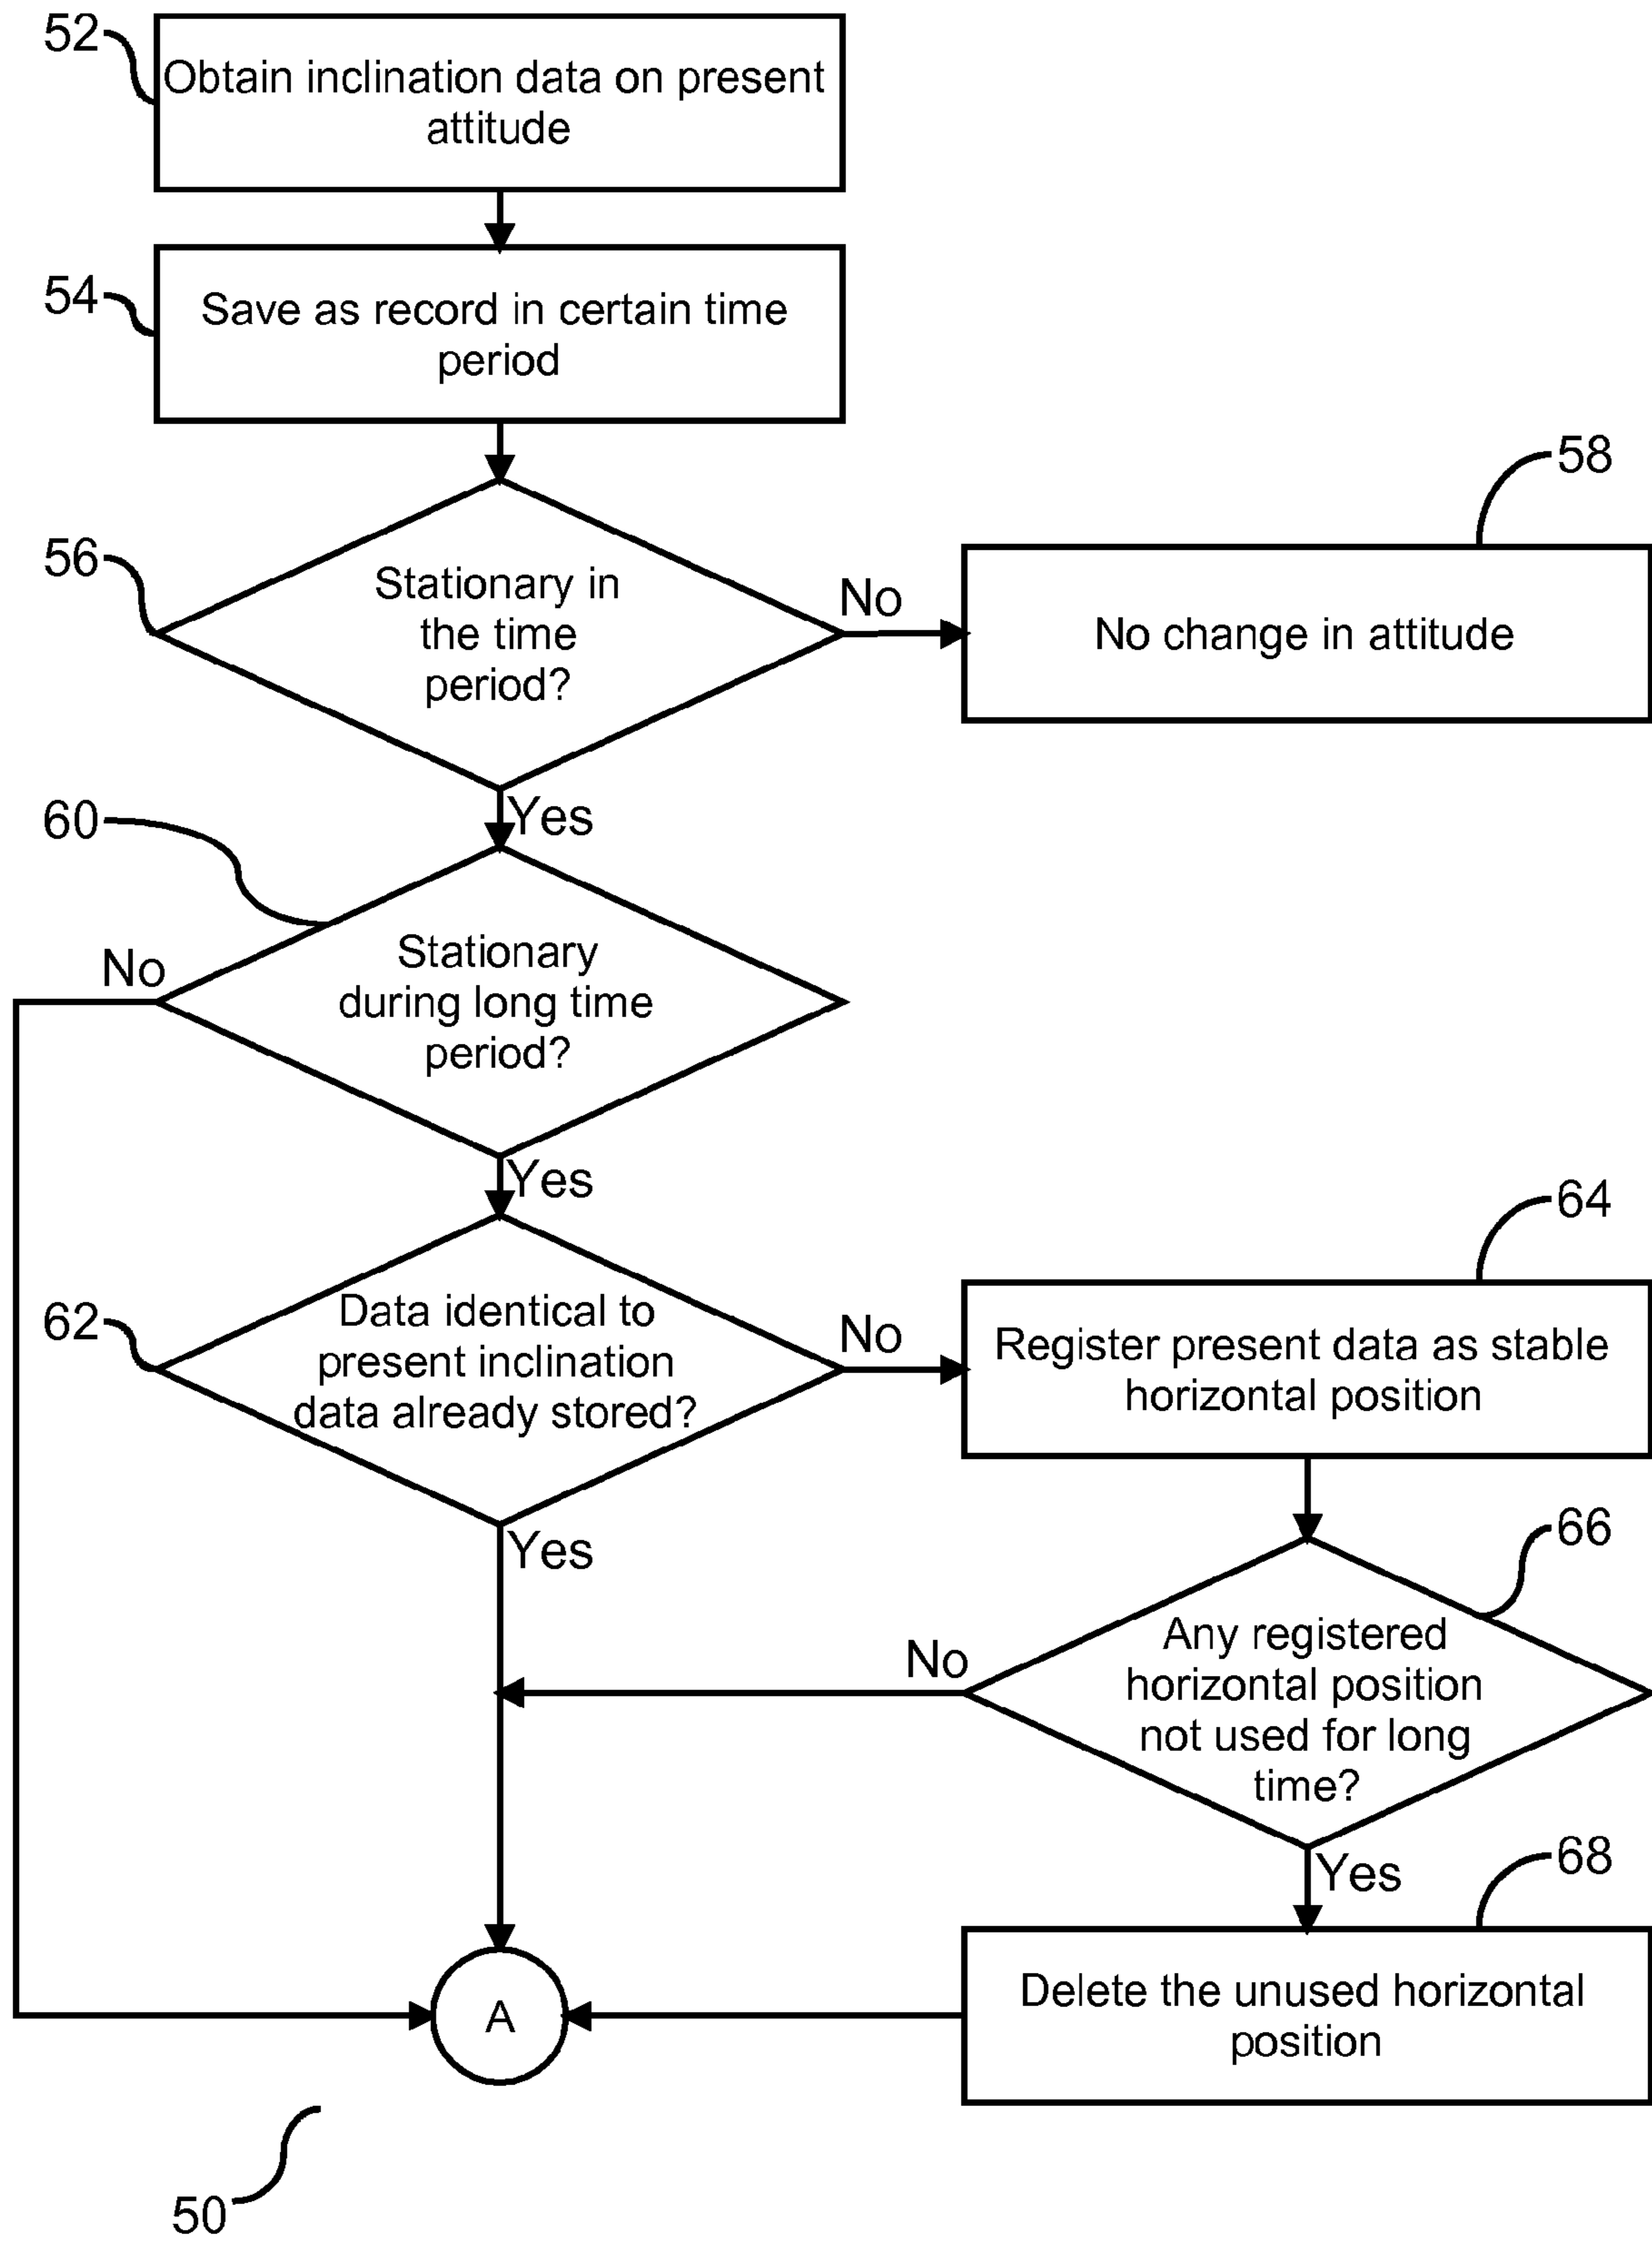 52
Obtain inclination data on present
attitude
54
Save as record in certain time
period
58
56
Stationary in
the time
period?
No
No change in attitude
Yes
60
No
Stationary
during long time
period?
Yes
64
62
Data identical to
present inclination
data already stored?
No
Register present data as stable
horizontal position
Yes
66
No
Any registered
horizontal position
not used for long
time?
Yes
68
Delete the unused horizontal
position
A
50